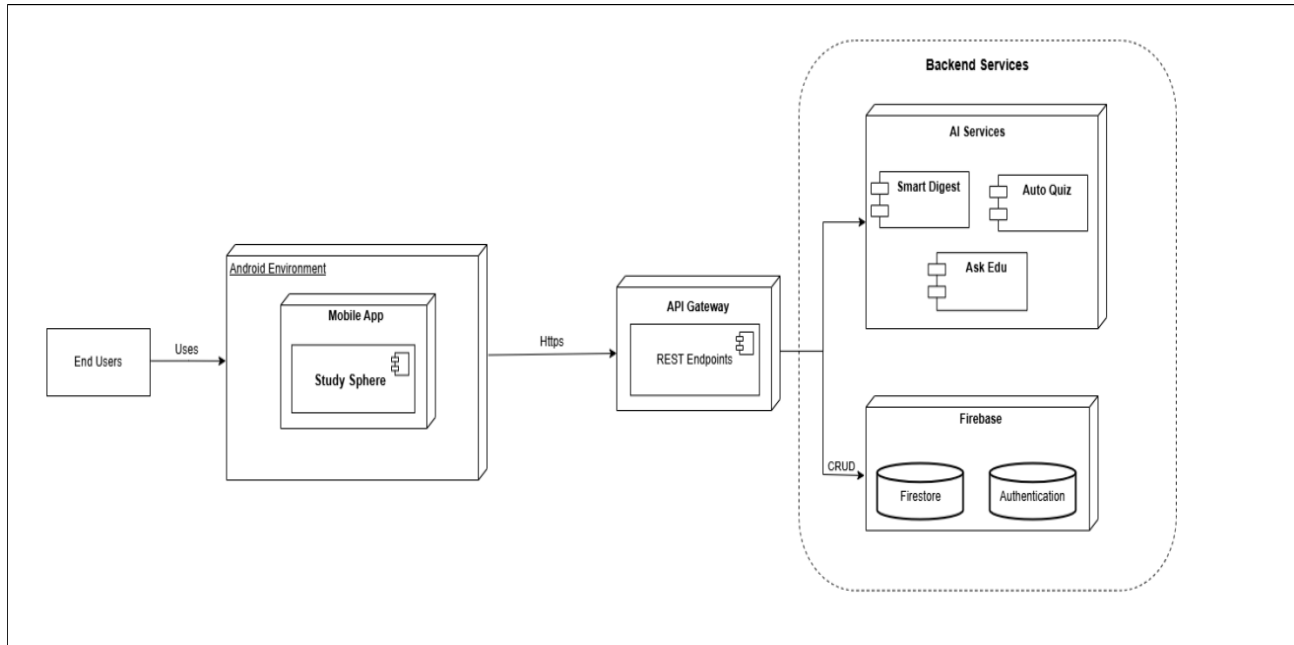 Backend Services
AI Services
Smart Digest
Auto Quiz
Ask Edu
Android Environment
Mobile App
Study Sphere
End Users
Uses
Https
API Gateway
REST Endpoints
CRUD
Firebase
Firestore
Authentication